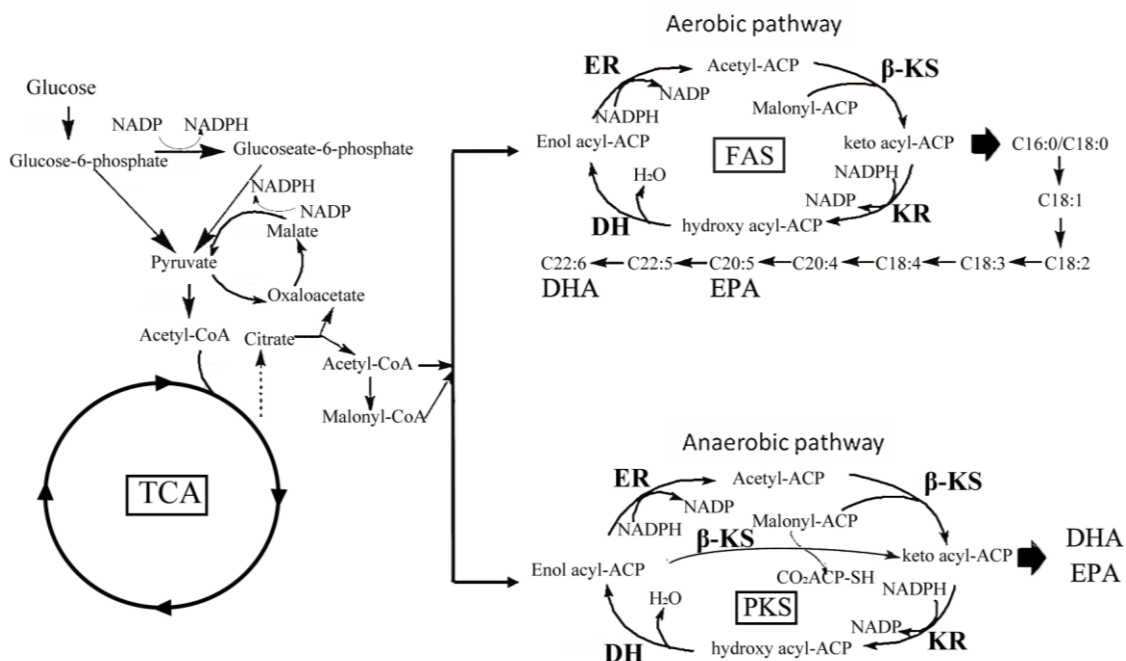 Aerobic pathway
Glucose
NADP NADPH
Glucose-6-phosphate
Glucoseate-6-phosphate
NADPH
NADP
Malate
Pyruvate
Oxaloacetate
Acetyl-CoA
Citrate
Acetyl-CoA
Malonyl-CoA
TCA
ER
Acetyl-ACP
β-KS
NADP
NADPH
Malonyl-ACP
Enol acyl-ACP
FAS
keto acyl-ACP
C16:0/C18:0
H₂O
NADPH
NADP
C18:1
DH
hydroxy acyl-ACP
KR
C22:6 C22:5 C20:5 C20:4 C18:4 C18:3 C18:2
DHA EPA
Anaerobic pathway
ER
Acetyl-ACP
β-KS
NADP
NADPH
Malonyl-ACP
β-KS
Enol acyl-ACP
keto acyl-ACP
DHA
EPA
CO₂ACP-SH
NADPH
H₂O
PKS
NADP
DH
hydroxy acyl-ACP
KR